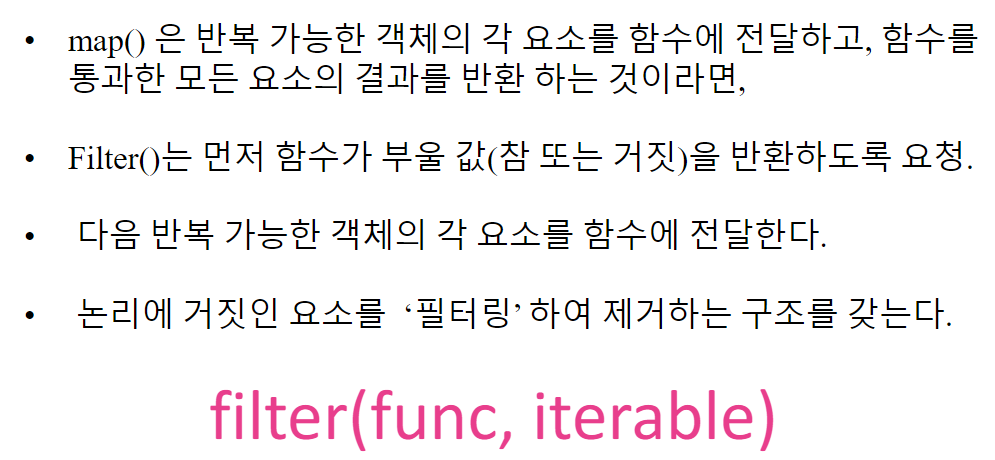 • map() 은 반복 가능한 객체의 각 요소를 함수에 전달하고, 함수를
통과한 모든 요소의 결과를 반환 하는 것이라면,
• Filter()는 먼저 함수가 부울 값(참 또는 거짓)을 반환하도록 요청.
• 다음 반복 가능한 객체의 각 요소를 함수에 전달한다.
• 논리에 거짓인 요소를 ‘필터링’ 하여 제거하는 구조를 갖는다.
filter(func, iterable)